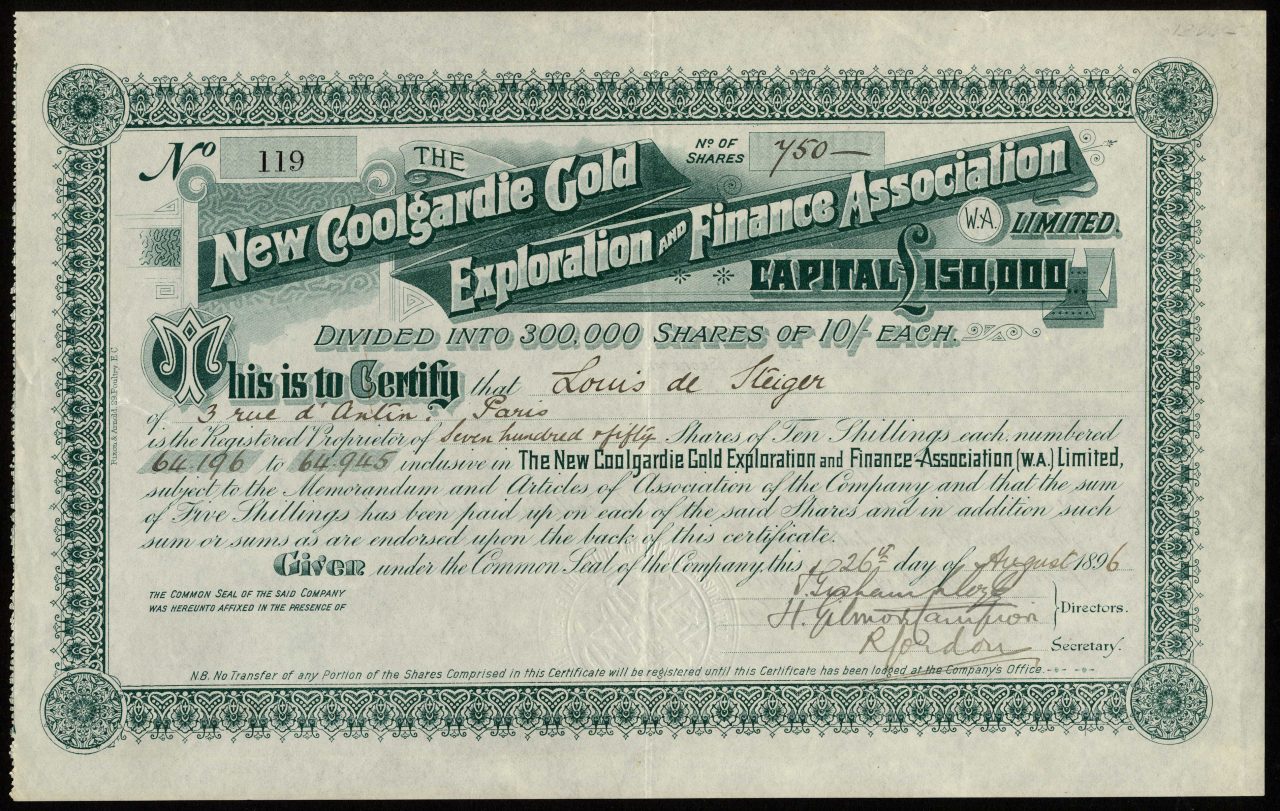 No 119
THE
No OF SHARES 750 —
New Coolgardie Gold
Exploration AND Finance Association
W.A. LIMITED.
CAPITAL £150,000...
DIVIDED INTO 300,000 SHARES OF 10/- EACH.
This is to Certify that Louis de Steiger
of 3 rue d'Antin. Paris
is the Registered Proprietor of Seven hundred & fifty Shares of Ten Shillings each numbered
64.196 to 64.945 inclusive in The New Coolgardie Gold Exploration and Finance Association (W.A.) Limited,
subject to the Memorandum and Articles of Association of the Company and that the sum
of Five Shillings has been paid up on each of the said Shares and in addition such
sum or sums as are endorsed upon the back of this certificate.
Given under the Common Seal of the Company, this 26th day of August 1896
THE COMMON SEAL OF THE SAID COMPANY
WAS HEREUNTO AFFIXED IN THE PRESENCE OF
Directors.
Secretary.
N.B. No Transfer of any Portion of the Shares Comprised in this Certificate will be registered until this Certificate has been lodged at the Company's Office.